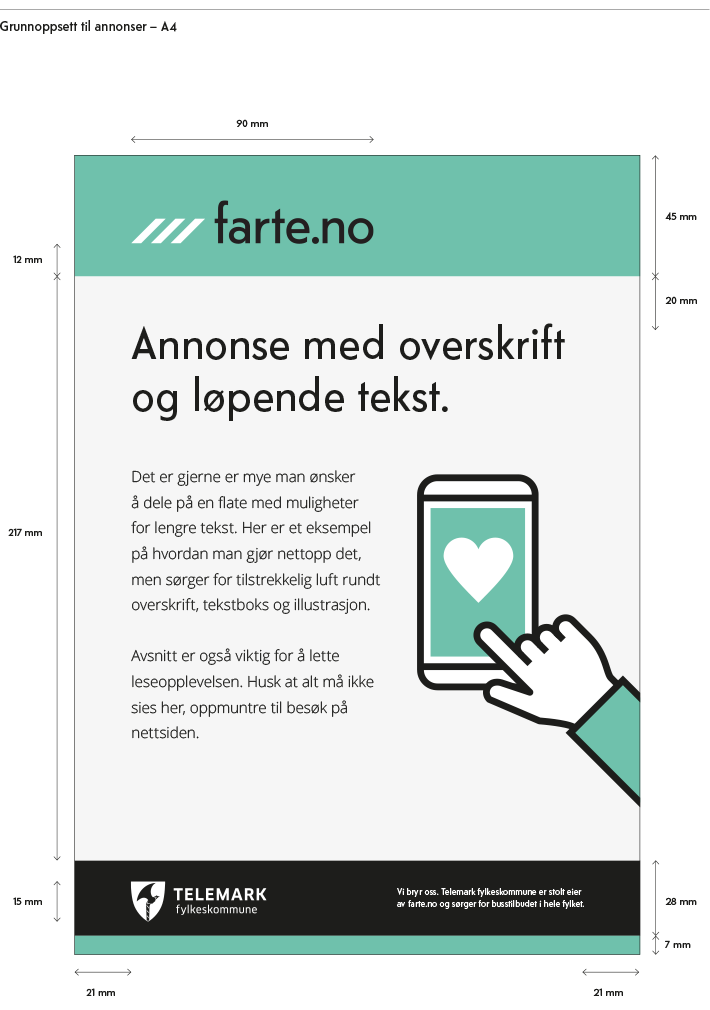 Grunnoppsett til annonser – A4
90 mm
farte.no
45 mm
12 mm
20 mm
Annonse med overskrift
og løpende tekst.
Det er gjerne er mye man ønsker
å dele på en flate med muligheter
for lengre tekst. Her er et eksempel
på hvordan man gjør nettopp det,
men sørger for tilstrekkelig luft rundt
overskrift, tekstboks og illustrasjon.
217 mm
Avsnitt er også viktig for å lette
leseopplevelsen. Husk at alt må ikke
sies her, oppmuntre til besøk på
nettsiden.
15 mm
TELEMARK
fylkeskommune
Vi bryr oss. Telemark fylkeskommune er stolt eier
av farte.no og sørger for busstilbudet i hele fylket.
28 mm
7 mm
21 mm
21 mm